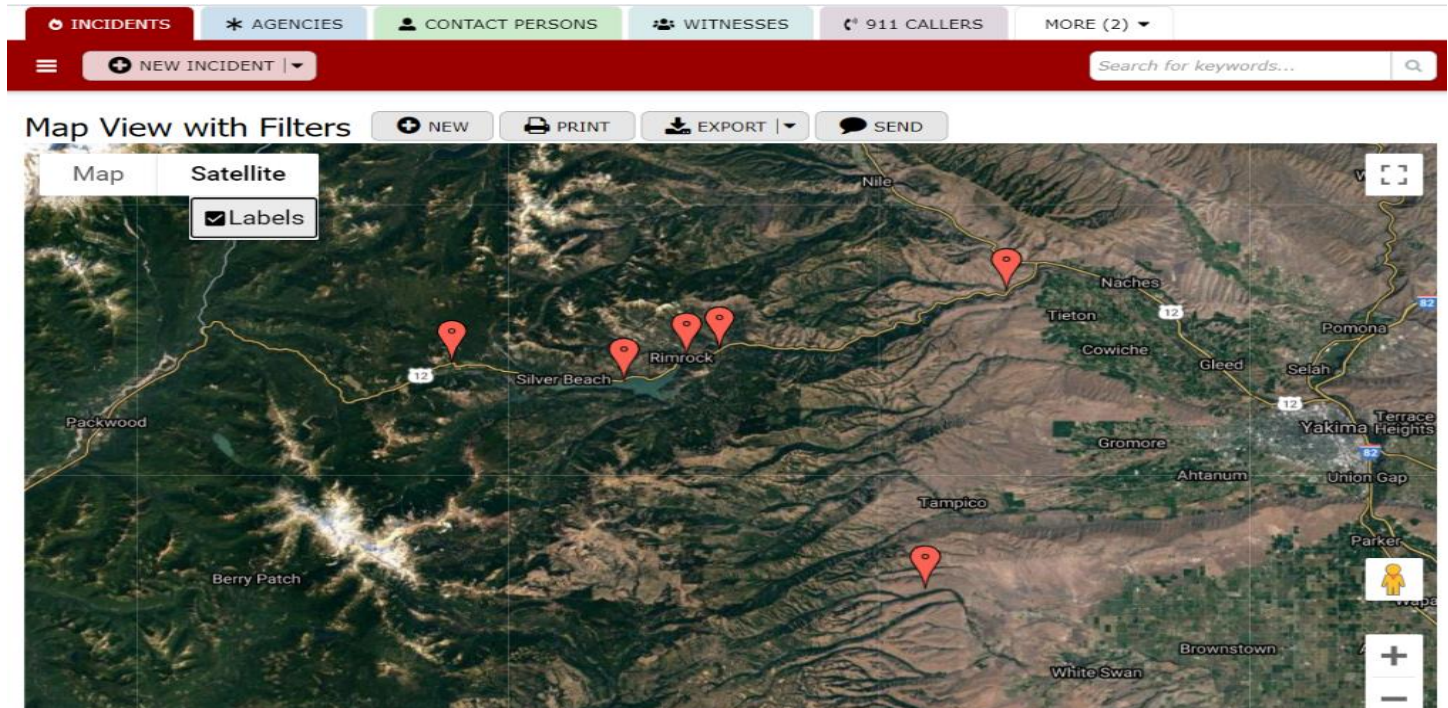 INCIDENTS AGENCIES CONTACT PERSONS WITNESSES 911 CALLERS MORE (2)
NEW INCIDENT Search for keywords...
Map View with Filters NEW PRINT EXPORT SEND
Map Satellite
Labels
Nile
Naches
Tieton 12 82
Pomona
Rimrock Cowiche
12 Silver Beach Gleed Selah
12
Packwood Terrace
Yakima Heights
Gromore 82
Ahtanum Union Gap
Tampico
Parker
Berry Patch
Brownstown
White Swan